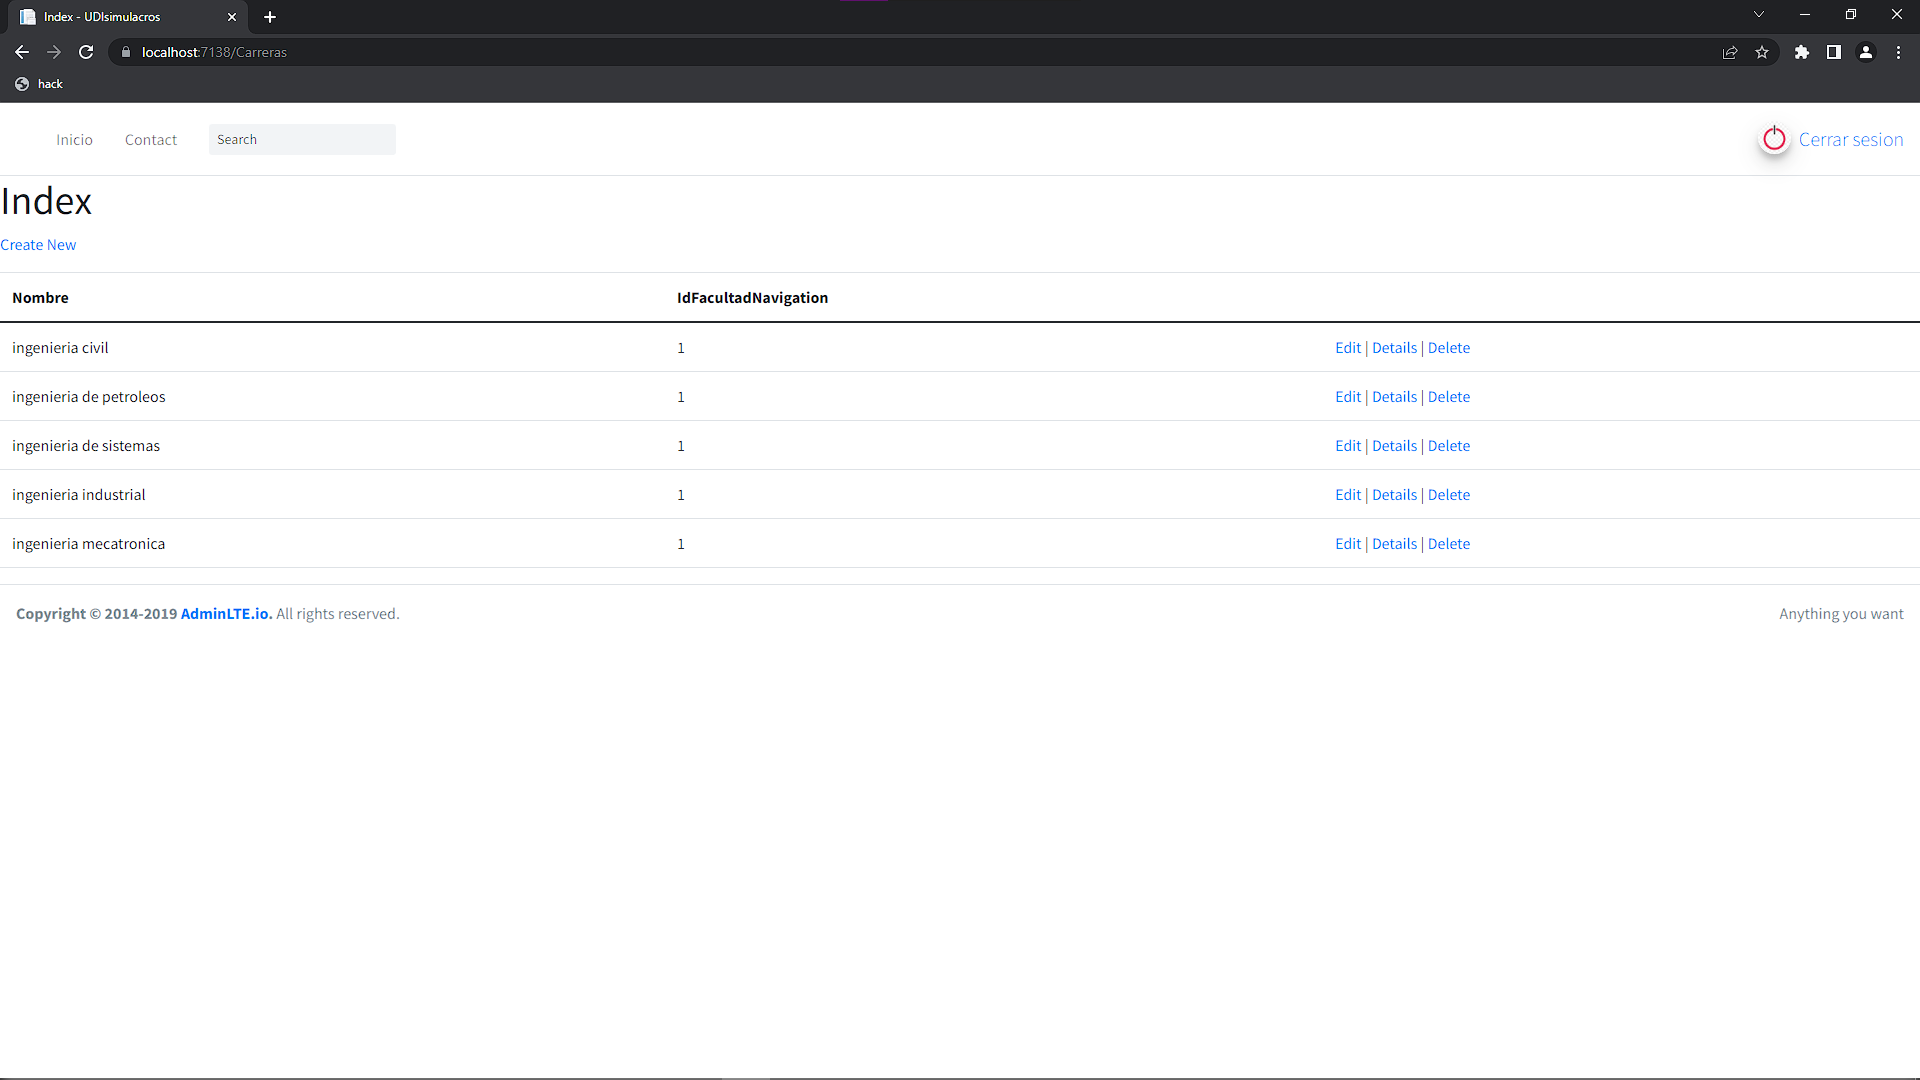 Index - UDIsimulacros
localhost:7138/Carreras
hack
Inicio Contact Search Cerrar sesion
Index
Create New
Nombre IdFacultadNavigation
ingenieria civil 1 Edit | Details | Delete
ingenieria de petroleos 1 Edit | Details | Delete
ingenieria de sistemas 1 Edit | Details | Delete
ingenieria industrial 1 Edit | Details | Delete
ingenieria mecatronica 1 Edit | Details | Delete
Copyright © 2014-2019 AdminLTE.io. All rights reserved. Anything you want